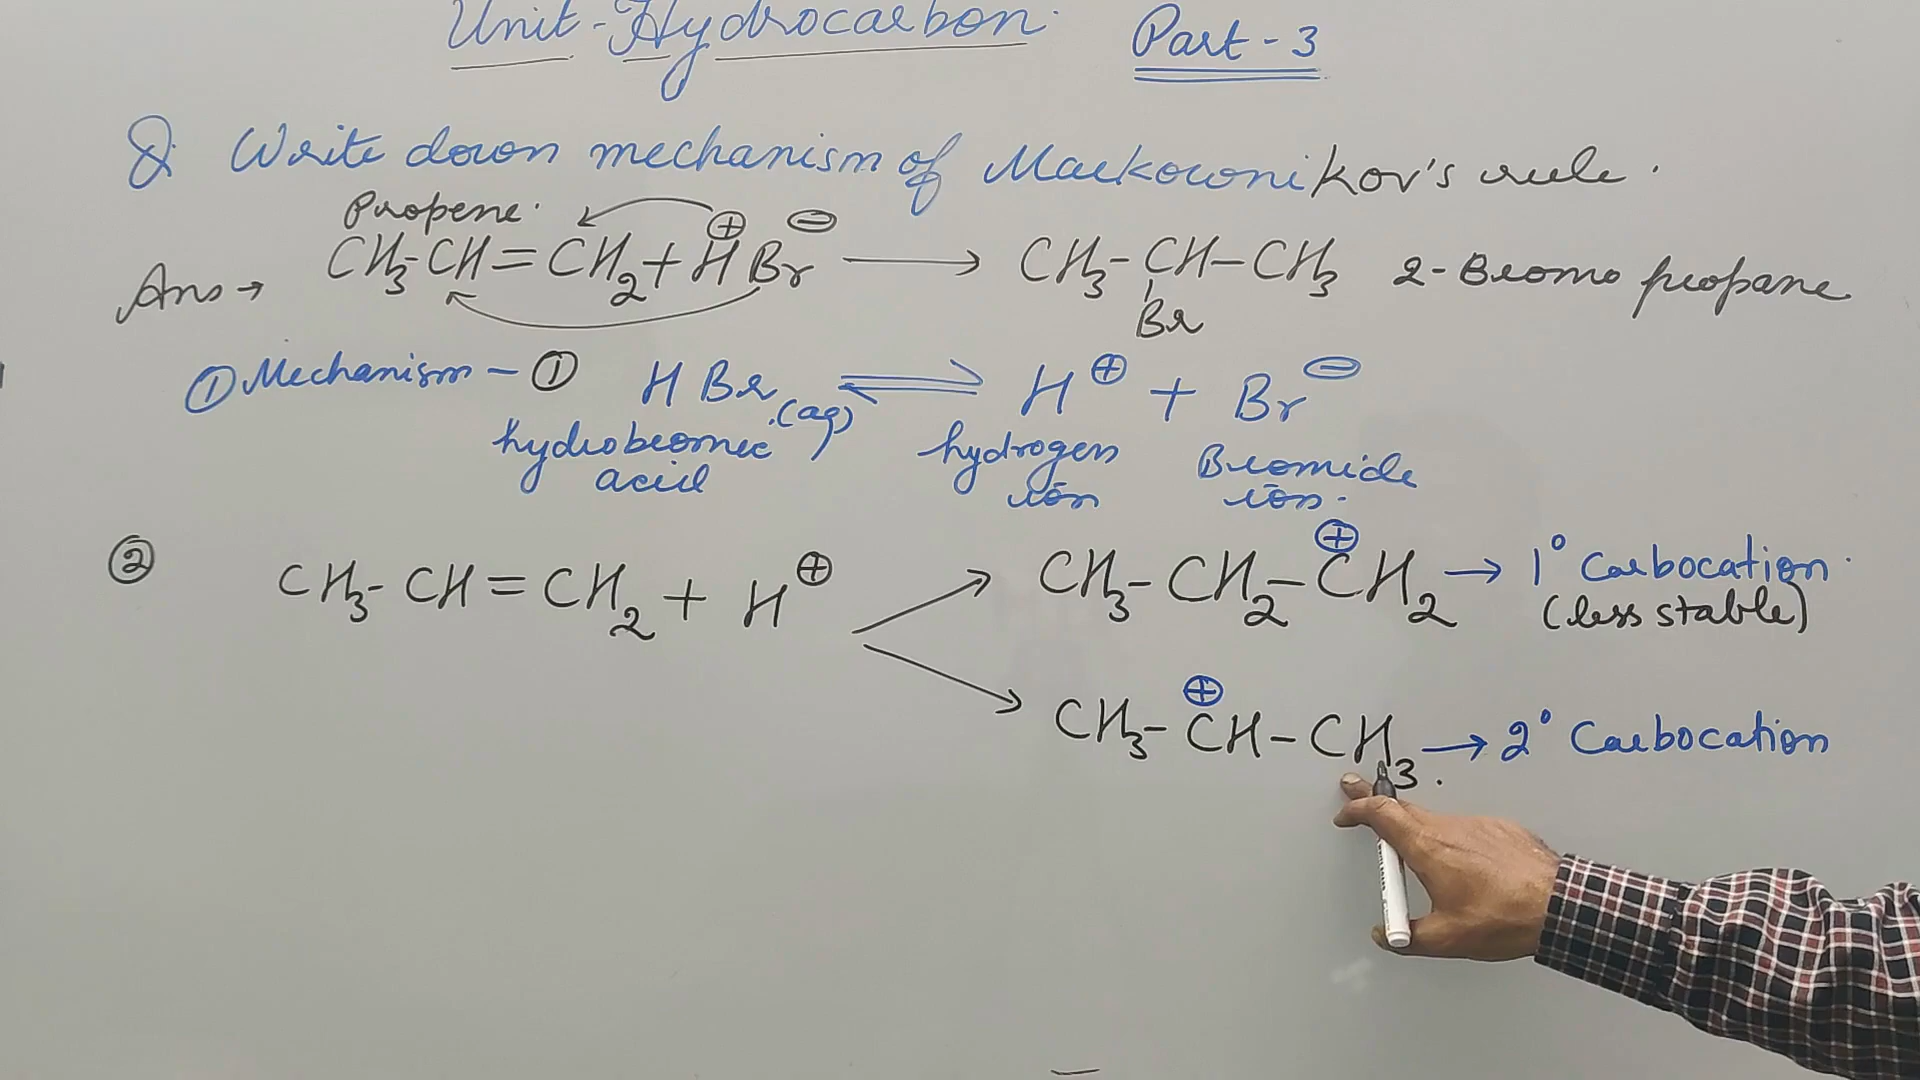 Unit-Hydrocarbon. Part-3
Q Write down mechanism of Markownikov's rule.
Propene.
Ans → CH₃-CH=CH₂+H⊕Br⊖ ⟶ CH₃-CH-CH₃ 2-Bromo propane
Br
① Mechanism - ① HBr(aq) ⇌ H⊕ + Br⊖
hydrobromic acid hydrogen ion Bromide ion.
② CH₃-CH=CH₂ + H⊕ → CH₃-CH₂-C⊕H₂ → 1° Carbocation.
(less stable)
→ CH₃-C⊕H-CH₃. → 2° Carbocation